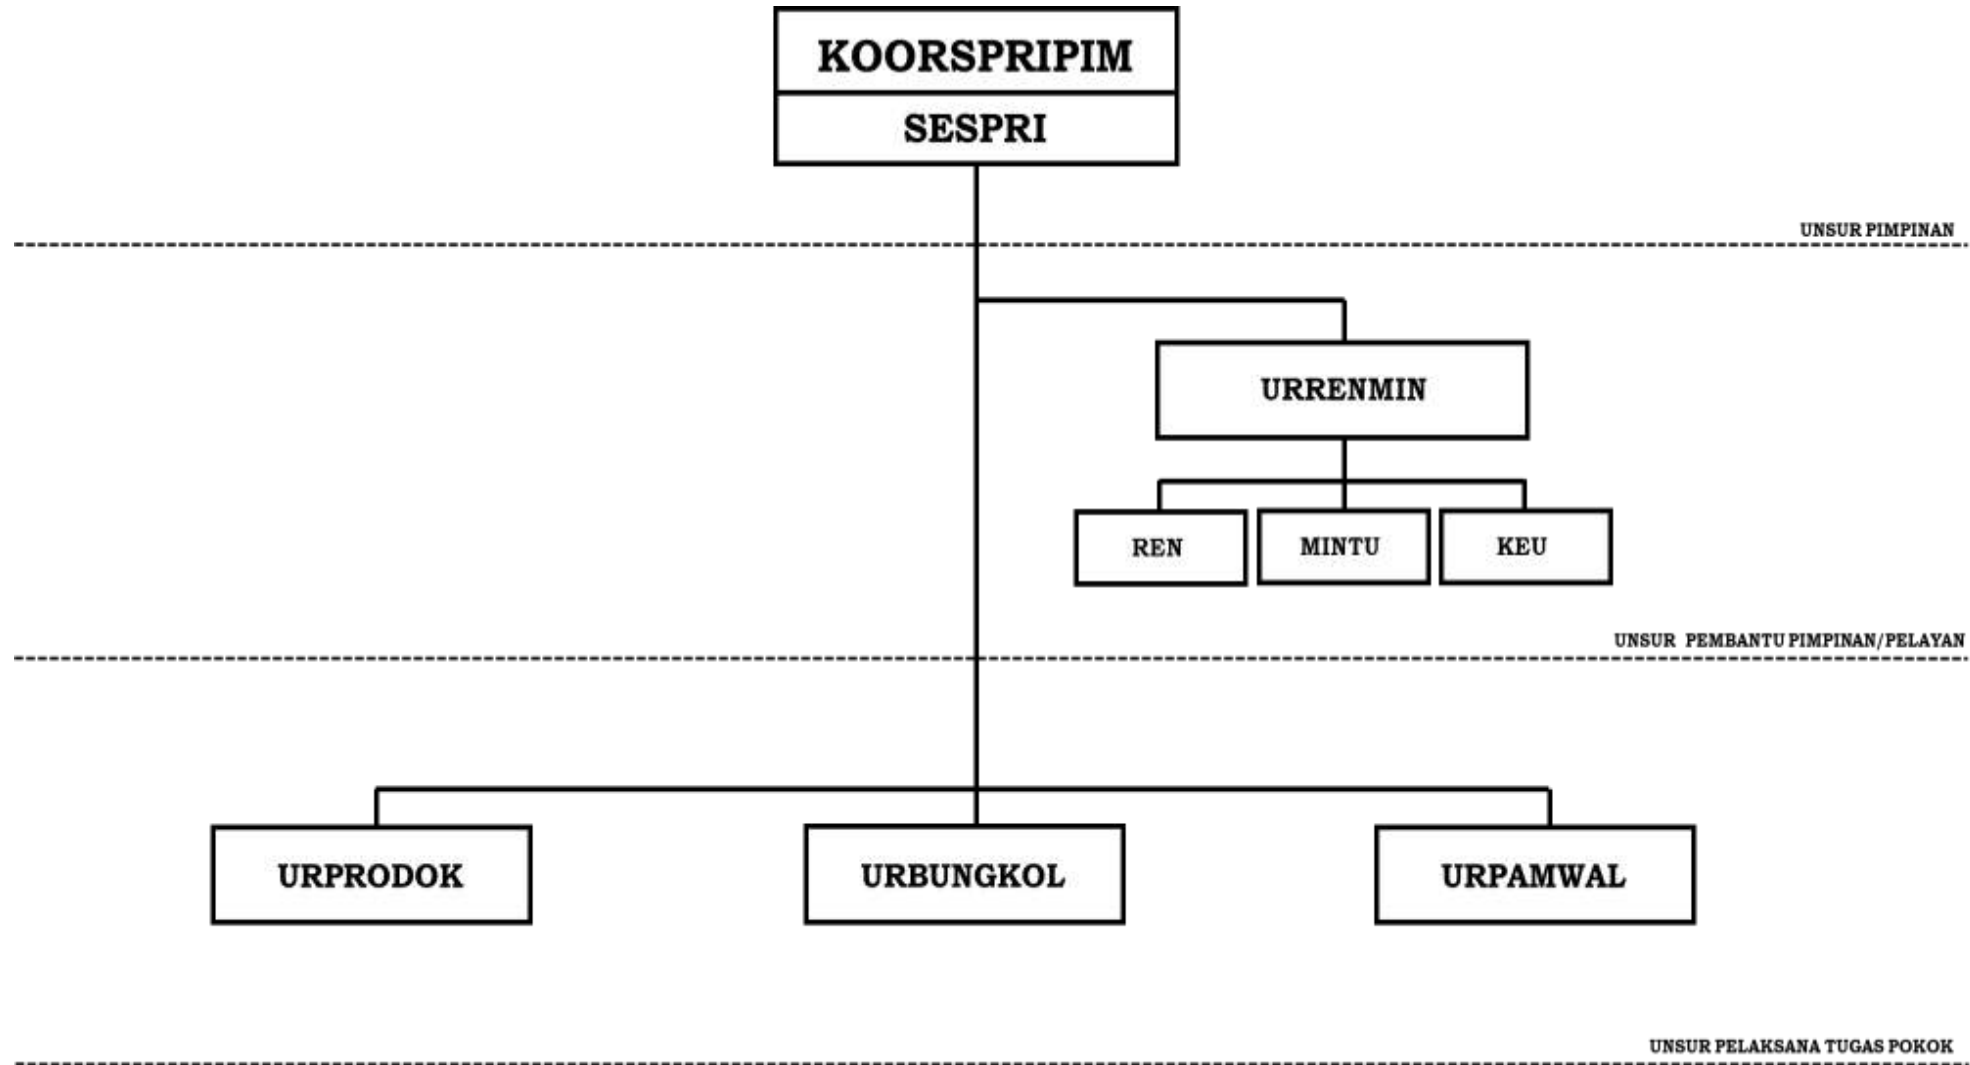 KOORSPRIPIM
SESPRI
UNSUR PIMPINAN
URRENMIN
REN
MINTU
KEU
UNSUR PEMBANTU PIMPINAN/PELAYAN
URPRODOK
URBUNGKOL
URPAMWAL
UNSUR PELAKSANA TUGAS POKOK